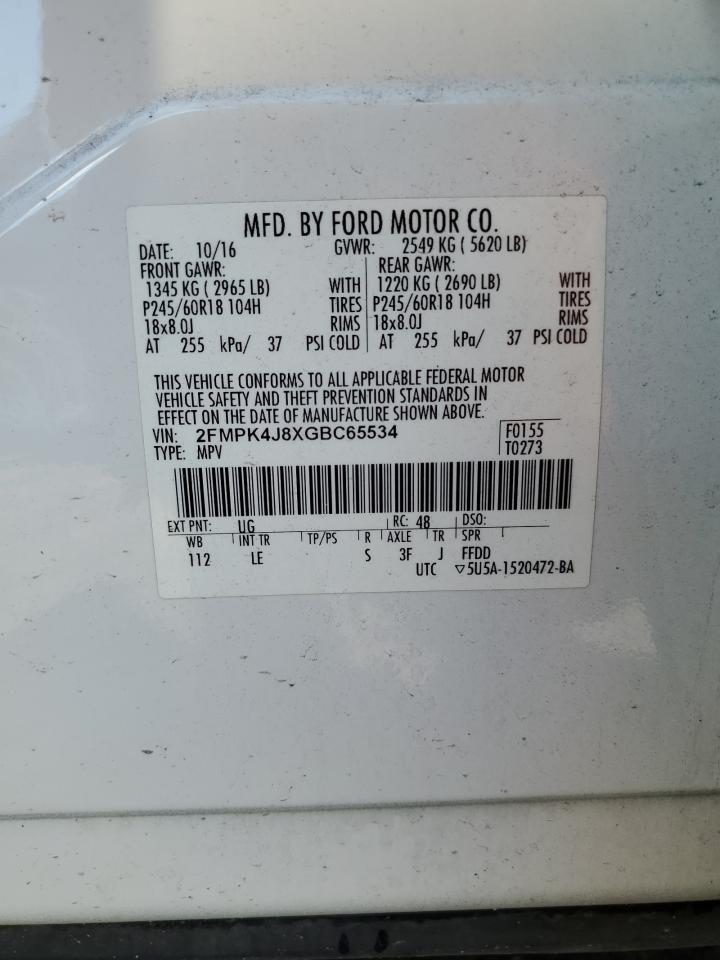 MFD. BY FORD MOTOR CO.
DATE: 10/16 GVWR: 2549 KG ( 5620 LB)
FRONT GAWR: REAR GAWR:
1345 KG ( 2965 LB) WITH 1220 KG ( 2690 LB) WITH
P245/60R18 104H TIRES P245/60R18 104H TIRES
18x8.0J RIMS 18x8.0J RIMS
AT 255 kPa/ 37 PSI COLD AT 255 kPa/ 37 PSI COLD
THIS VEHICLE CONFORMS TO ALL APPLICABLE FEDERAL MOTOR
VEHICLE SAFETY AND THEFT PREVENTION STANDARDS IN
EFFECT ON THE DATE OF MANUFACTURE SHOWN ABOVE.
VIN: 2FMPK4J8XGBC65534 F0155
TYPE: MPV T0273
EXT PNT: UG RC: 48 DSO:
WB INT TR TP/PS R AXLE TR SPR
112 LE S 3F J FFDD
UTC ▽5U5A-1520472-BA